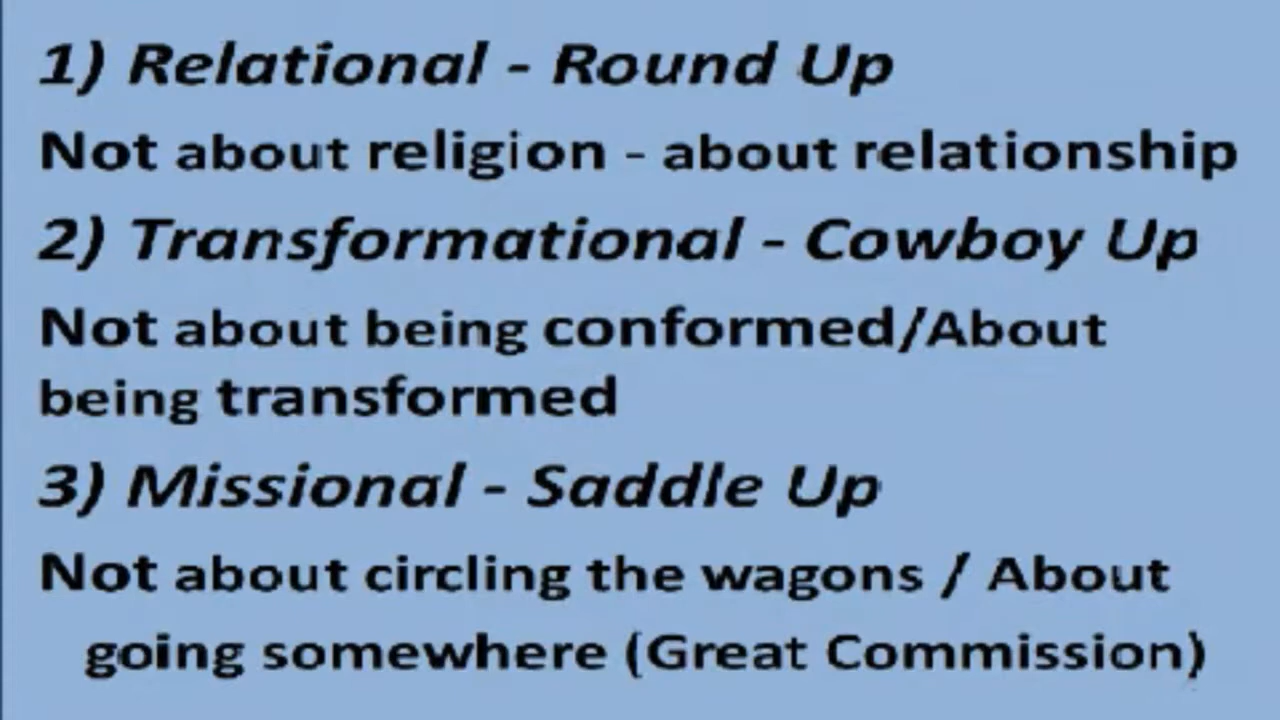 1) Relational - Round Up
Not about religion - about relationship
2) Transformational - Cowboy Up
Not about being conformed/About
being transformed
3) Missional - Saddle Up
Not about circling the wagons / About
going somewhere (Great Commission)